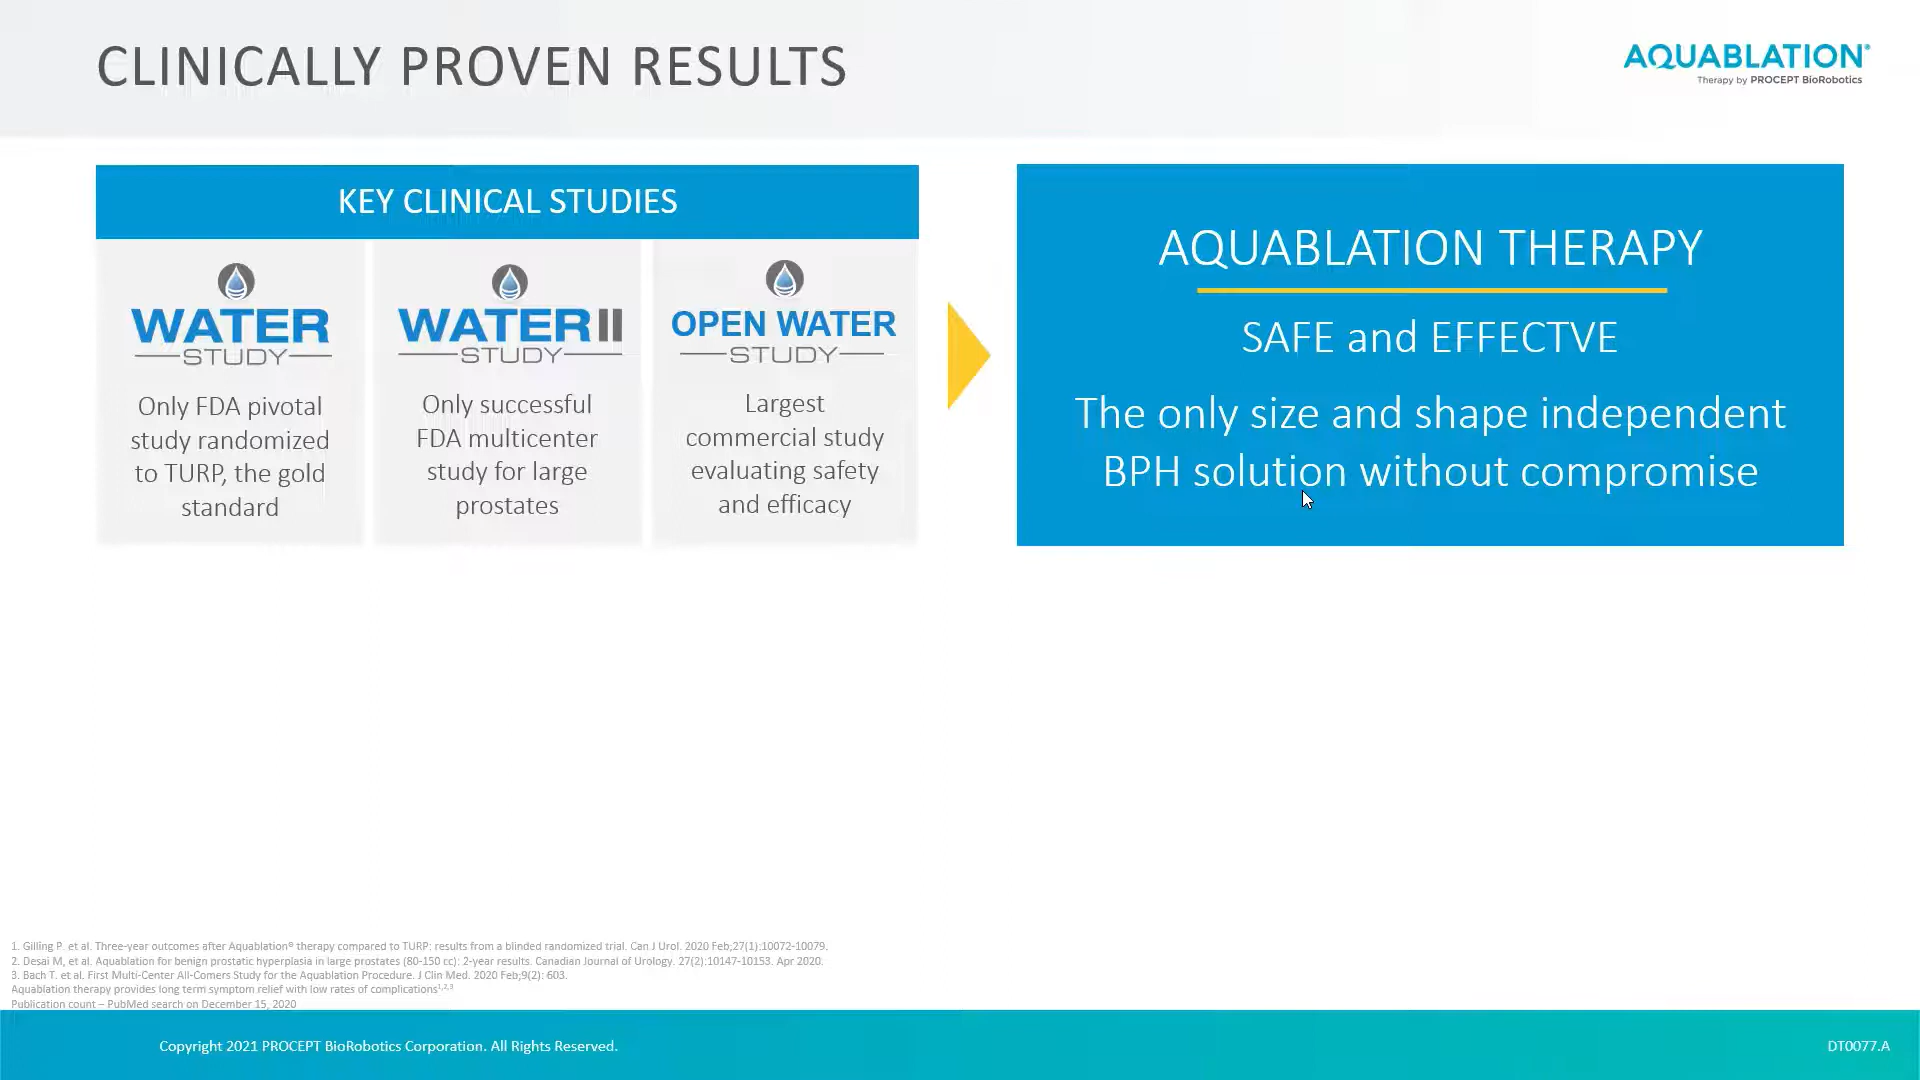 CLINICALLY PROVEN RESULTS
AQUABLATION®
Therapy by PROCEPT BioRobotics
KEY CLINICAL STUDIES
WATER
STUDY
Only FDA pivotal
study randomized
to TURP, the gold
standard
WATER II
STUDY
Only successful
FDA multicenter
study for large
prostates
OPEN WATER
STUDY
Largest
commercial study
evaluating safety
and efficacy
AQUABLATION THERAPY
SAFE and EFFECTVE
The only size and shape independent
BPH solution without compromise
1. Gilling P. et al. Three-year outcomes after Aquablation® therapy compared to TURP: results from a blinded randomized trial. Can J Urol. 2020 Feb;27(1):10072-10079.
2. Desai M, et al. Aquablation for benign prostatic hyperplasia in large prostates (80-150 cc): 2-year results. Canadian Journal of Urology. 27(2):10147-10153. Apr 2020.
3. Bach T. et al. First Multi-Center All-Comers Study for the Aquablation Procedure. J Clin Med. 2020 Feb;9(2): 603.
Aquablation therapy provides long term symptom relief with low rates of complications1,2,3
Publication count – PubMed search on December 15, 2020
Copyright 2021 PROCEPT BioRobotics Corporation. All Rights Reserved.
DT0077.A